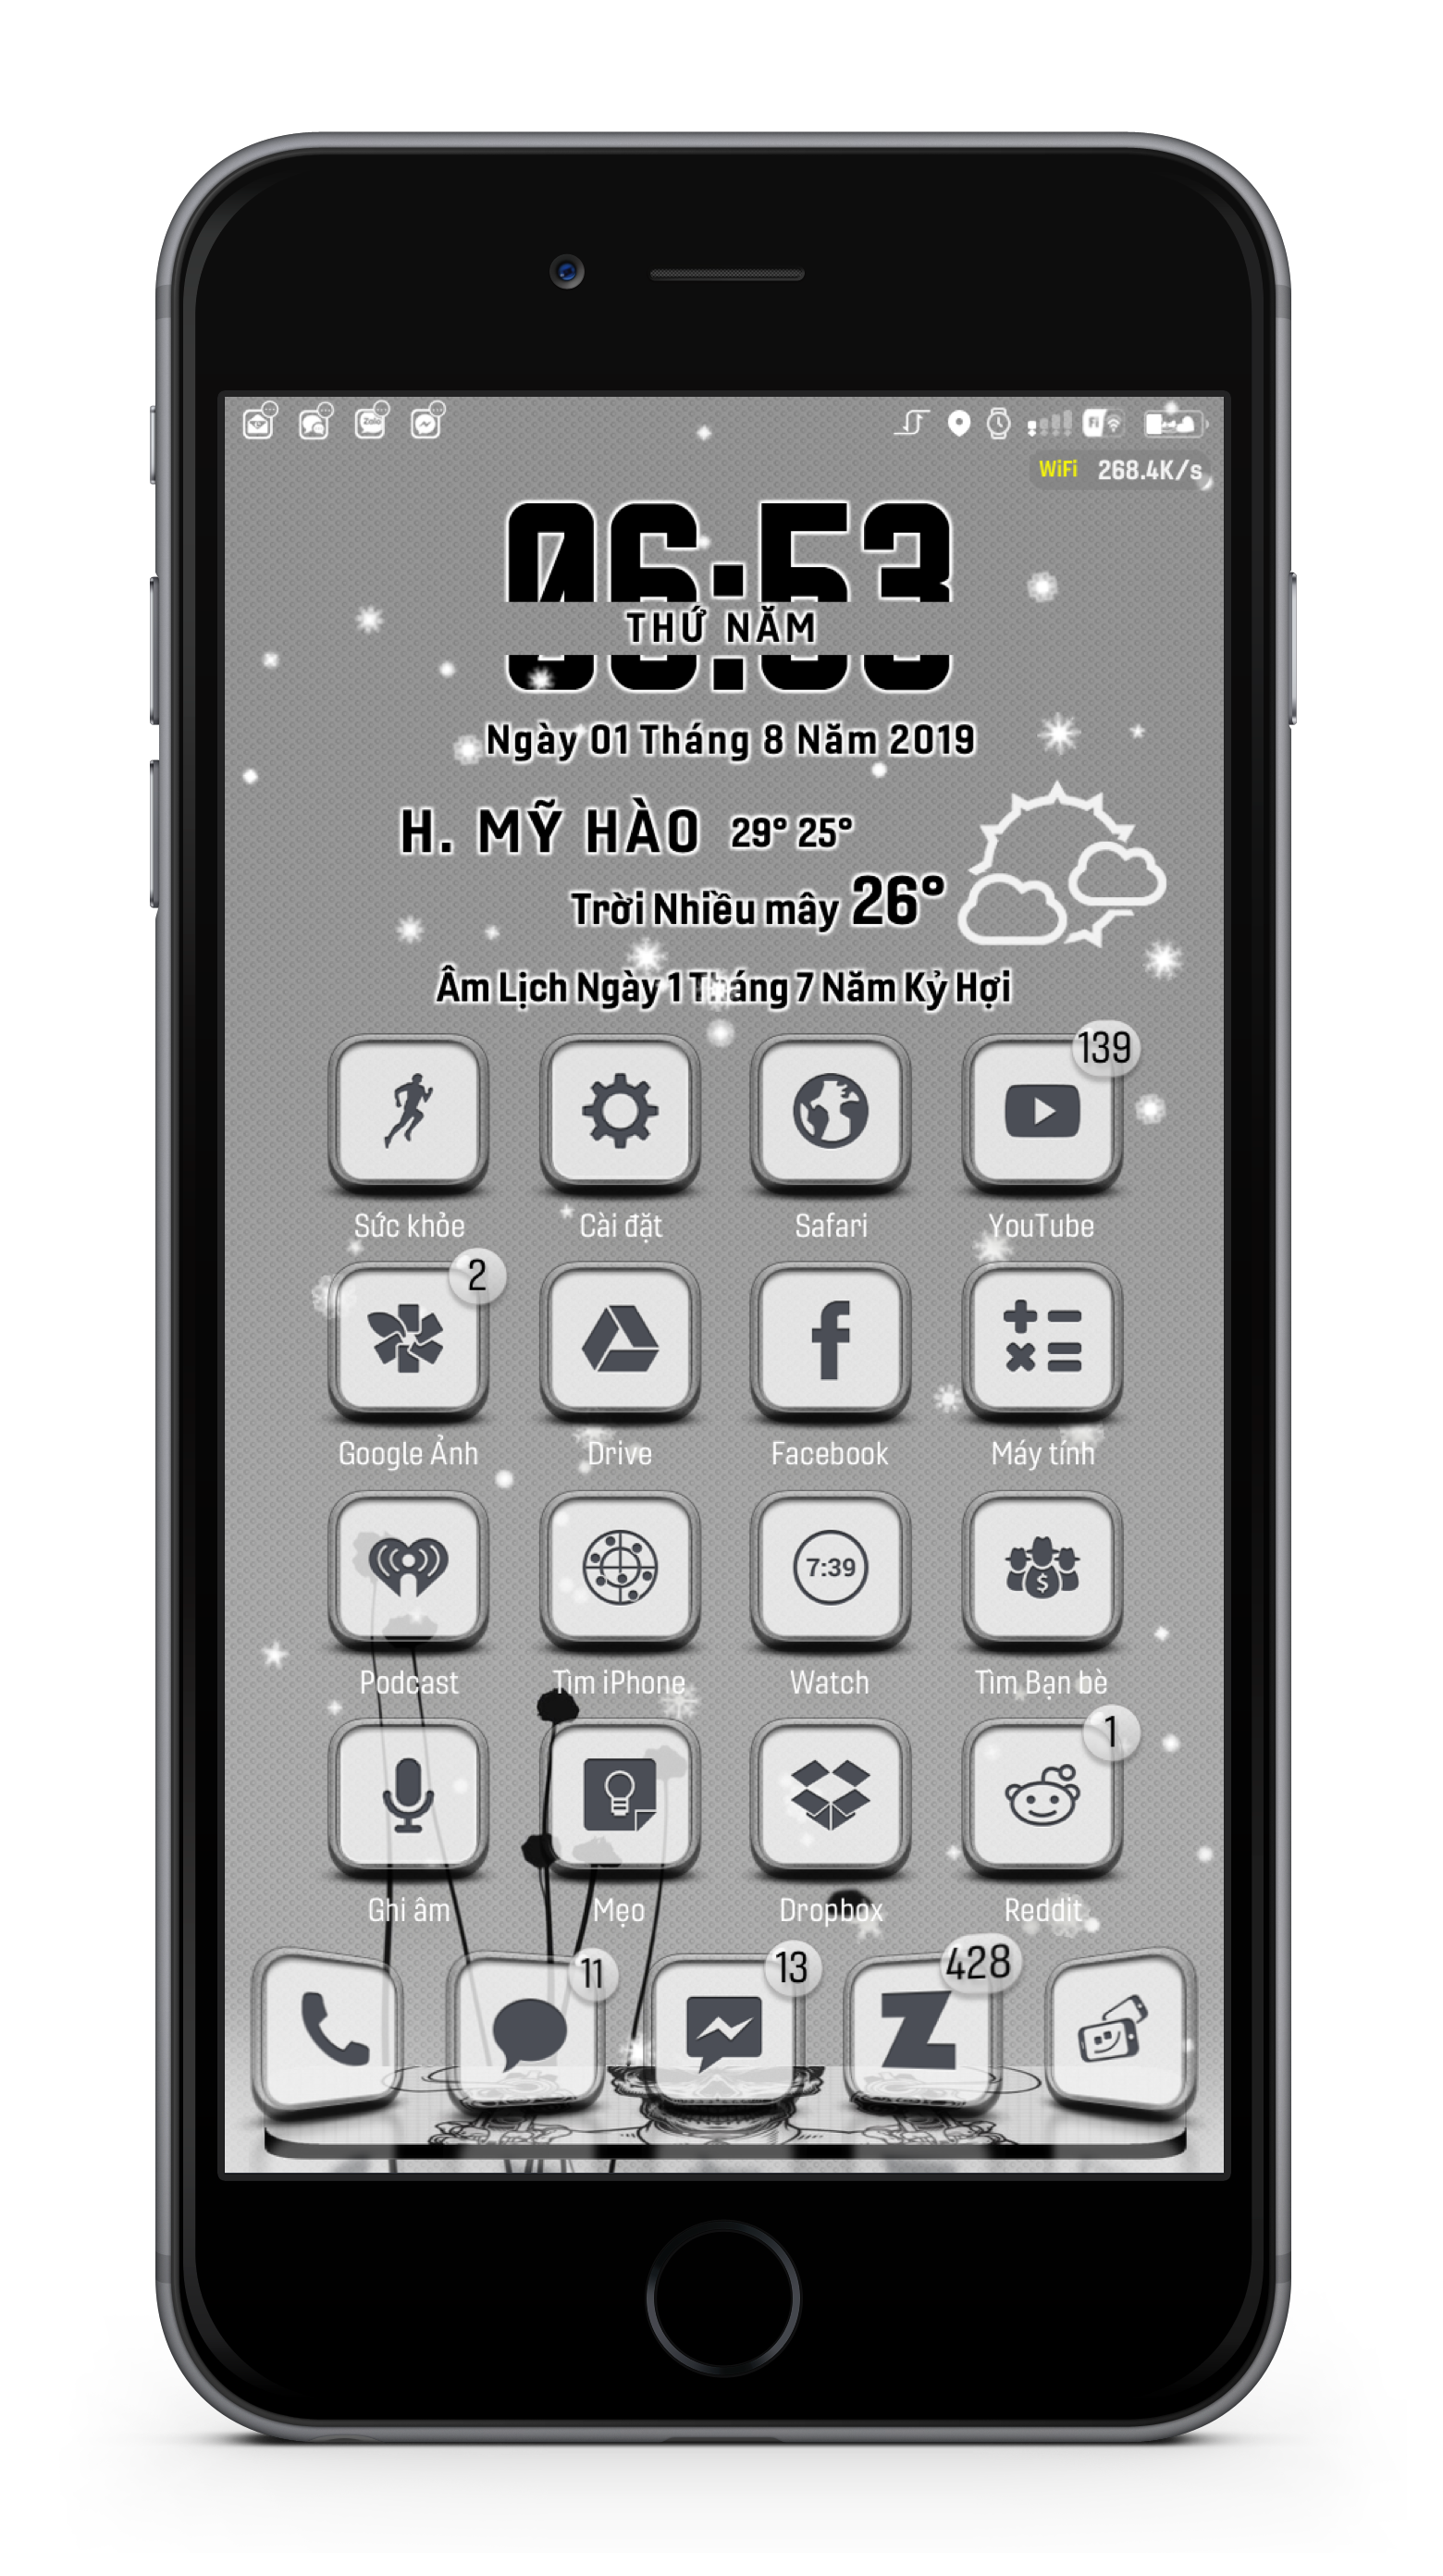 WiFi 268.4K/s
06:53
THỨ NĂM
Ngày 01 Tháng 8 Năm 2019
H. MỸ HÀO 29° 25°
Trời Nhiều mây 26°
Âm Lịch Ngày 1 Tháng 7 Năm Kỷ Hợi
139
Sức khỏe Cài đặt Safari YouTube
2
Google Ảnh Drive Facebook Máy tính
7:39
Podcast Tìm iPhone Watch Tìm Bạn bè
1
Ghi âm Mẹo Dropbox Reddit
11 13 428